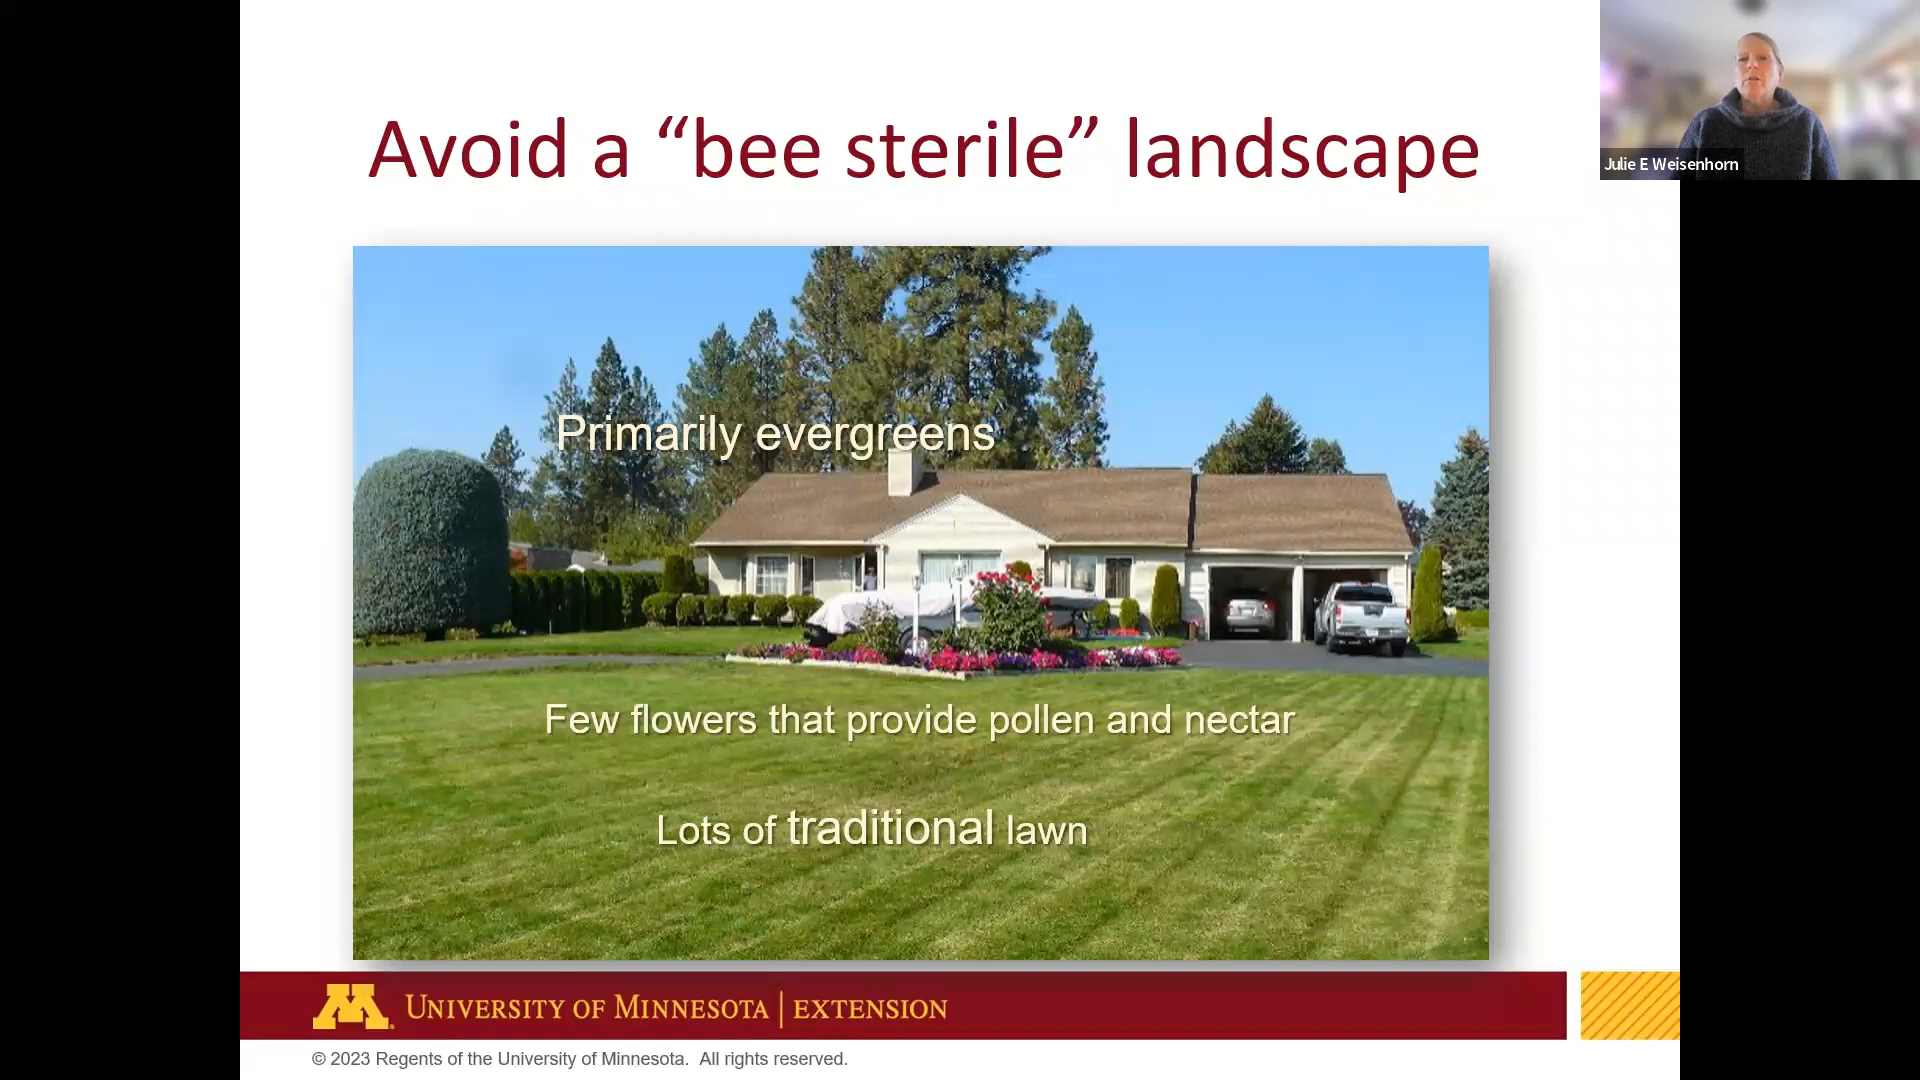 Avoid a “bee sterile” landscape
Julie E Weisenhorn
Primarily evergreens
Few flowers that provide pollen and nectar
Lots of traditional lawn
M
UNIVERSITY OF MINNESOTA | EXTENSION
© 2023 Regents of the University of Minnesota. All rights reserved.